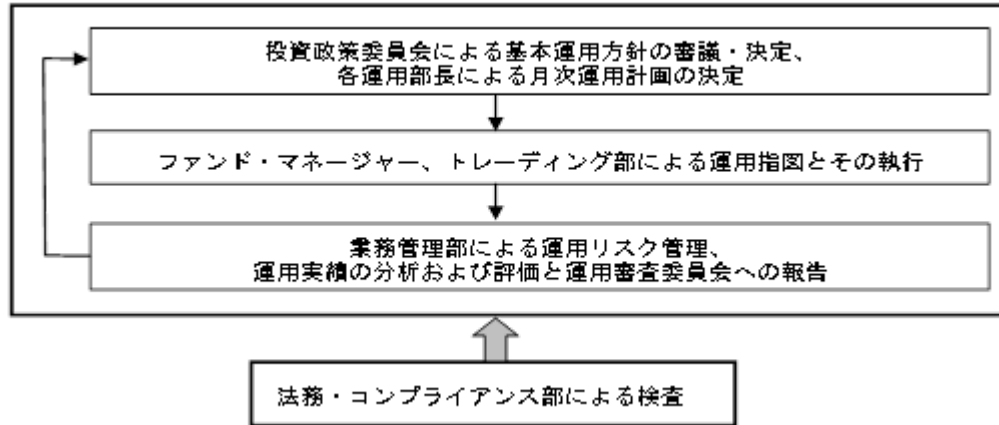 投資政策委員会による基本運用方針の審議・決定、
各運用部長による月次運用計画の決定
ファンド・マネージャー、トレーディング部による運用指図とその執行
業務管理部による運用リスク管理、
運用実績の分析および評価と運用審査委員会への報告
法務・コンプライアンス部による検査